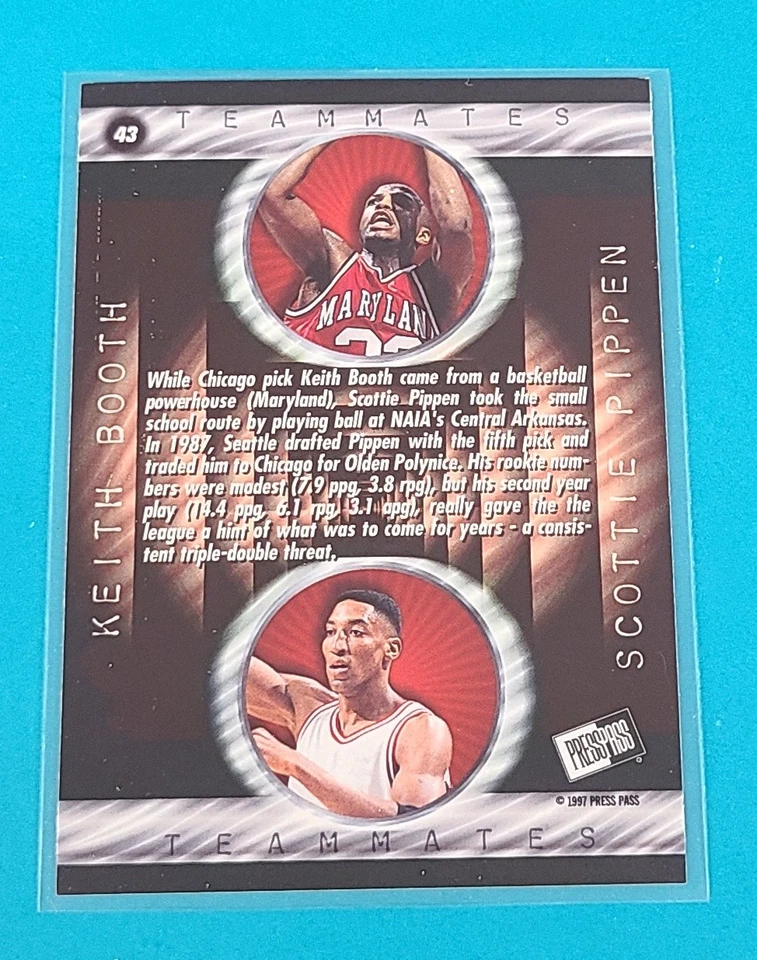 43
TEAMMATES
MARYLAN
KEITH BOOTH
SCOTTIE PIPPEN
While Chicago pick Keith Booth came from a basketball
powerhouse (Maryland), Scottie Pippen took the small
school route by playing ball at NAIA's Central Arkansas.
In 1987, Seattle drafted Pippen with the fifth pick and
traded him to Chicago for Olden Polynice. His rookie num-
bers were modest (7.9 ppg, 3.8 rpg), but his second year
play (14.4 ppg, 6.1 rpg, 3.1 apg), really gave the the
league a hint of what was to come for years - a consis-
tent triple-double threat.
PRESS PASS
© 1997 PRESS PASS
TEAMMATES